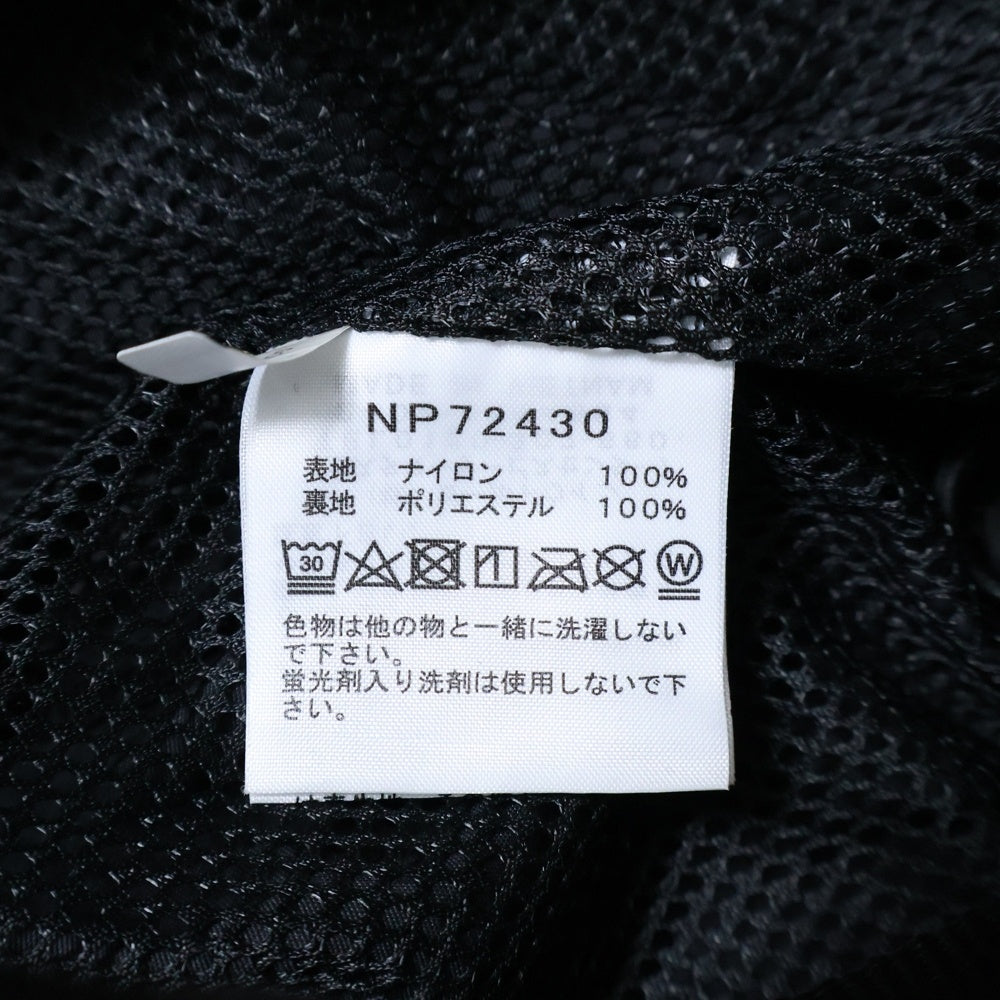 NP72430
表地 ナイロン 100%
裏地 ポリエステル 100%
30 W
色物は他の物と一緒に洗濯しない
で下さい。
蛍光剤入り洗剤は使用しないで下
さい。